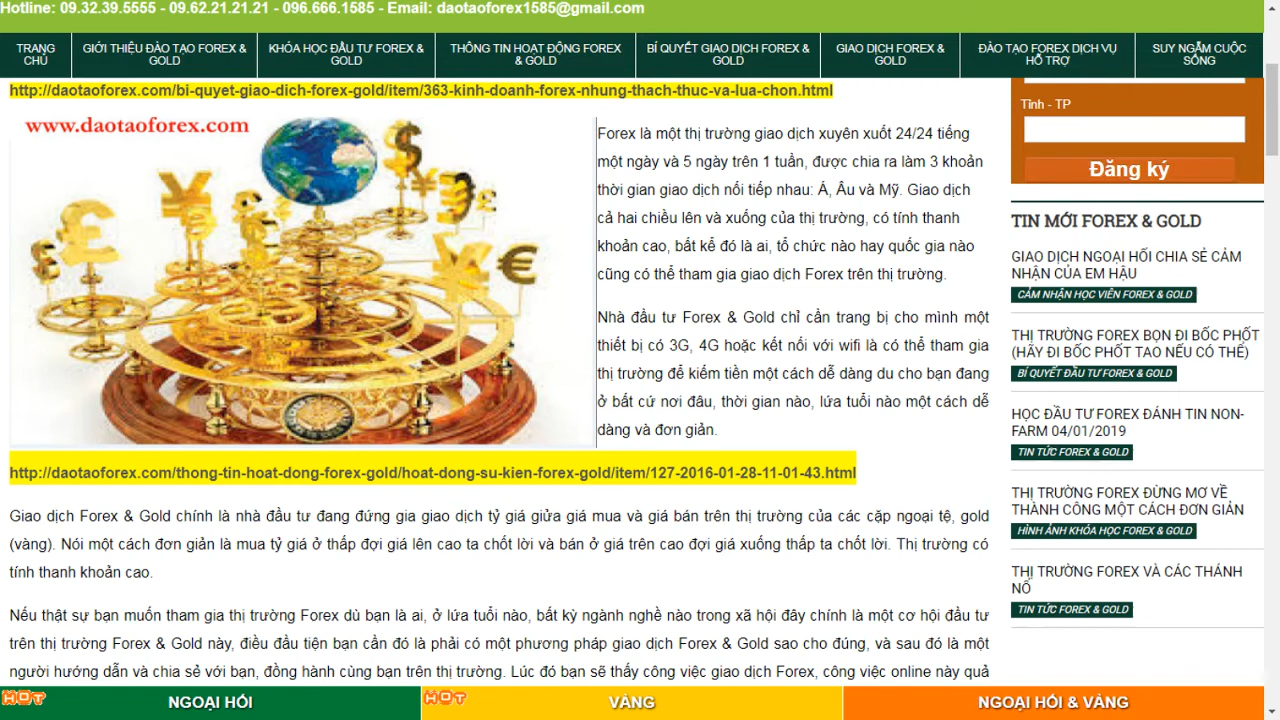 Hotline: 09.32.39.5555 - 09.62.21.21.21 - 096.666.1585 - Email: daotaoforex1585@gmail.com
TRANG CHỦ
GIỚI THIỆU ĐÀO TẠO FOREX & GOLD
KHÓA HỌC ĐẦU TƯ FOREX & GOLD
THÔNG TIN HOẠT ĐỘNG FOREX & GOLD
BÍ QUYẾT GIAO DỊCH FOREX & GOLD
GIAO DỊCH FOREX & GOLD
ĐÀO TẠO FOREX DỊCH VỤ HỖ TRỢ
SUY NGẪM CUỘC SỐNG
http://daotaoforex.com/bi-quyet-giao-dich-forex-gold/item/363-kinh-doanh-forex-nhung-thach-thuc-va-lua-chon.html
www.daotaoforex.com
Forex là một thị trường giao dịch xuyên xuốt 24/24 tiếng
một ngày và 5 ngày trên 1 tuần, được chia ra làm 3 khoản
thời gian giao dịch nối tiếp nhau: Á, Âu và Mỹ. Giao dịch
cả hai chiều lên và xuống của thị trường, có tính thanh
khoản cao, bất kể đó là ai, tổ chức nào hay quốc gia nào
cũng có thể tham gia giao dịch Forex trên thị trường.
Nhà đầu tư Forex & Gold chỉ cần trang bị cho mình một
thiết bị có 3G, 4G hoặc kết nối với wifi là có thể tham gia
thị trường để kiếm tiền một cách dễ dàng du cho bạn đang
ở bất cứ nơi đâu, thời gian nào, lứa tuổi nào một cách dễ
dàng và đơn giản.
http://daotaoforex.com/thong-tin-hoat-dong-forex-gold/hoat-dong-su-kien-forex-gold/item/127-2016-01-28-11-01-43.html
Giao dịch Forex & Gold chính là nhà đầu tư đang đứng gia giao dịch tỷ giá giữa giá mua và giá bán trên thị trường của các cặp ngoại tệ, gold
(vàng). Nói một cách đơn giản là mua tỷ giá ở thấp đợi giá lên cao ta chốt lời và bán ở giá trên cao đợi giá xuống thấp ta chốt lời. Thị trường có
tính thanh khoản cao.
Nếu thật sự bạn muốn tham gia thị trường Forex dù bạn là ai, ở lứa tuổi nào, bất kỳ ngành nghề nào trong xã hội đây chính là một cơ hội đầu tư
trên thị trường Forex & Gold này, điều đầu tiên bạn cần đó là phải có một phương pháp giao dịch Forex & Gold sao cho đúng, và sau đó là một
người hướng dẫn và chia sẻ với bạn, đồng hành cùng bạn trên thị trường. Lúc đó bạn sẽ thấy công việc giao dịch Forex, công việc online này quả
Tỉnh - TP
Đăng ký
TIN MỚI FOREX & GOLD
GIAO DỊCH NGOẠI HỐI CHIA SẺ CẢM
NHẬN CỦA EM HẬU
CẢM NHẬN HỌC VIÊN FOREX & GOLD
THỊ TRƯỜNG FOREX BỌN ĐI BỐC PHỐT
(HÃY ĐI BỐC PHỐT TAO NẾU CÓ THỂ)
BÍ QUYẾT ĐẦU TƯ FOREX & GOLD
HỌC ĐẦU TƯ FOREX ĐÁNH TIN NON-
FARM 04/01/2019
TIN TỨC FOREX & GOLD
THỊ TRƯỜNG FOREX ĐỪNG MƠ VỀ
THÀNH CÔNG MỘT CÁCH ĐƠN GIẢN
HÌNH ẢNH KHÓA HỌC FOREX & GOLD
THỊ TRƯỜNG FOREX VÀ CÁC THÁNH
NỔ
TIN TỨC FOREX & GOLD
HOT NGOẠI HỐI
HOT VÀNG
NGOẠI HỐI & VÀNG